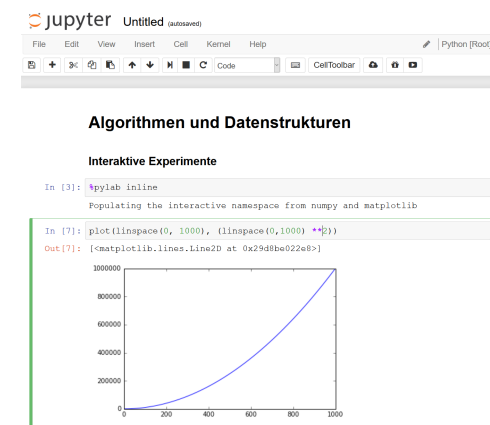 jupyter Untitled (autosaved)
File Edit View Insert Cell Kernel Help Python [Root]
Code CellToolbar
Algorithmen und Datenstrukturen
Interaktive Experimente
In [3]: %pylab inline
Populating the interactive namespace from numpy and matplotlib
In [7]: plot(linspace(0, 1000), (linspace(0,1000) **2))
Out[7]: [<matplotlib.lines.Line2D at 0x29d8be022e8>]
1000000
800000
600000
400000
200000
0
0 200 400 600 800 1000